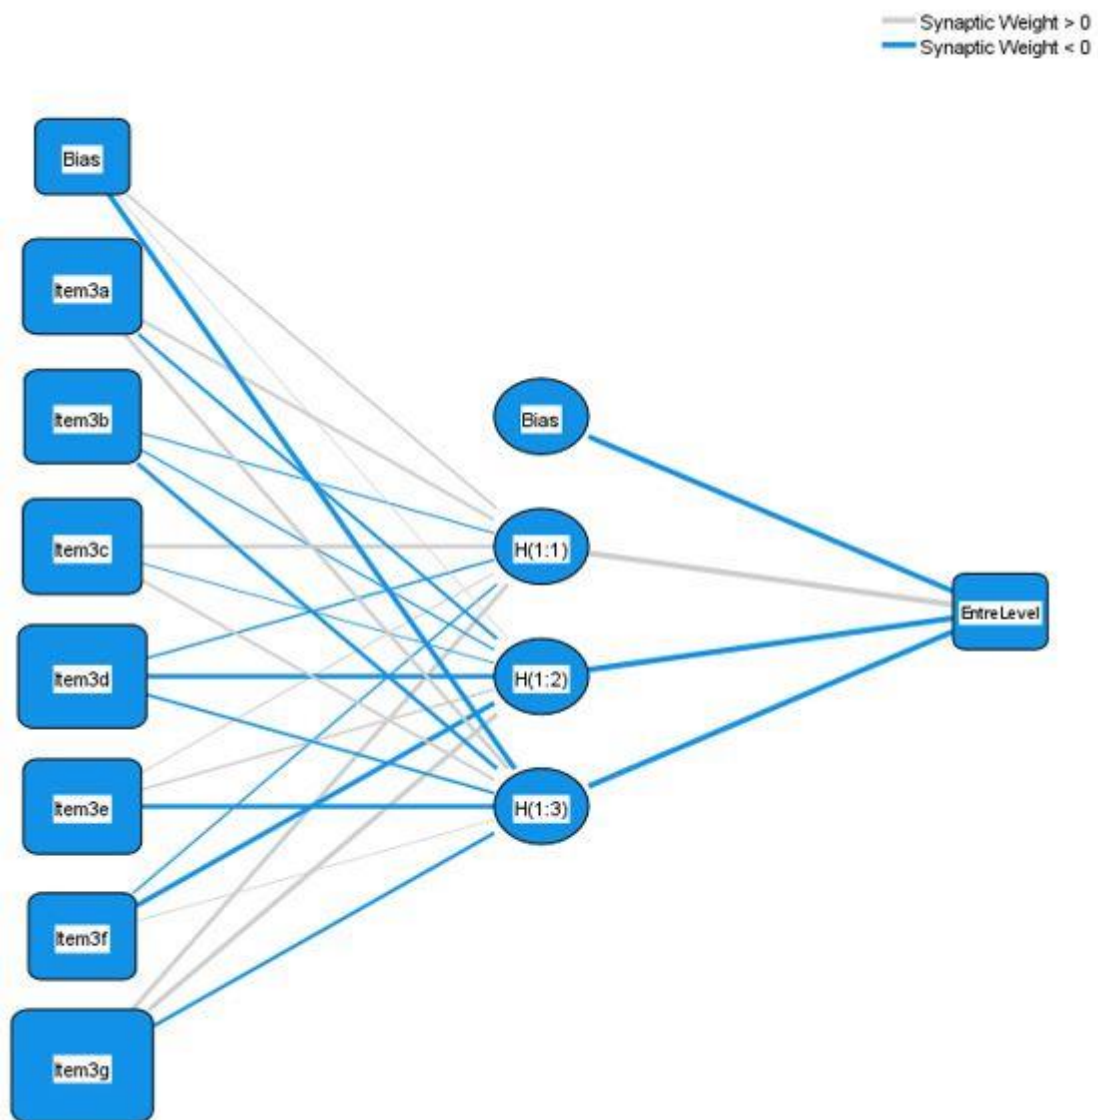 Synaptic Weight > 0
Synaptic Weight < 0
Bias
Item3a
Item3b
Item3c
Item3d
Item3e
Item3f
Item3g
Bias
H(1:1)
H(1:2)
H(1:3)
EntreLevel